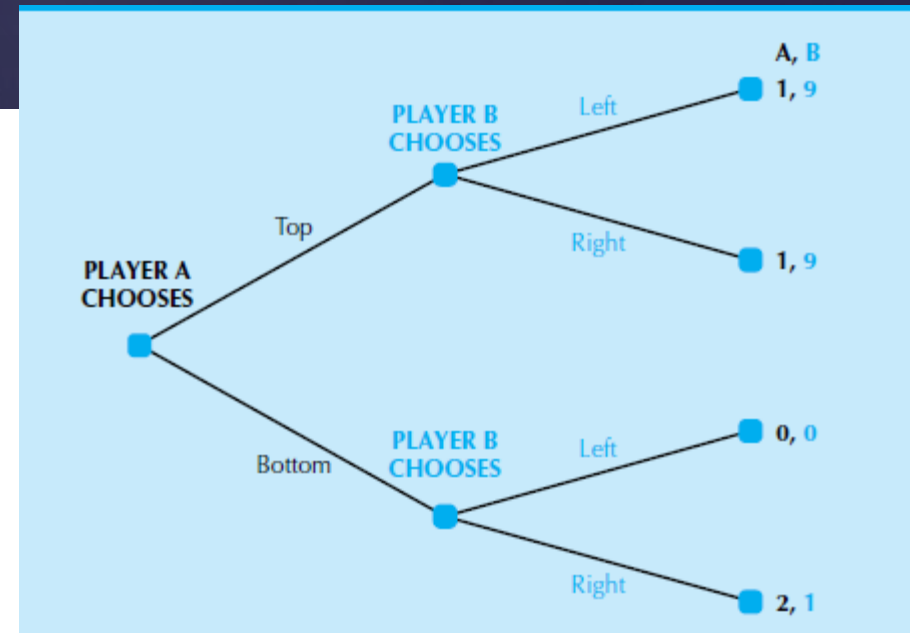 A, B
1, 9
Left
PLAYER B
CHOOSES
Top
Right
1, 9
PLAYER A
CHOOSES
0, 0
PLAYER B
CHOOSES
Left
Bottom
Right
2, 1